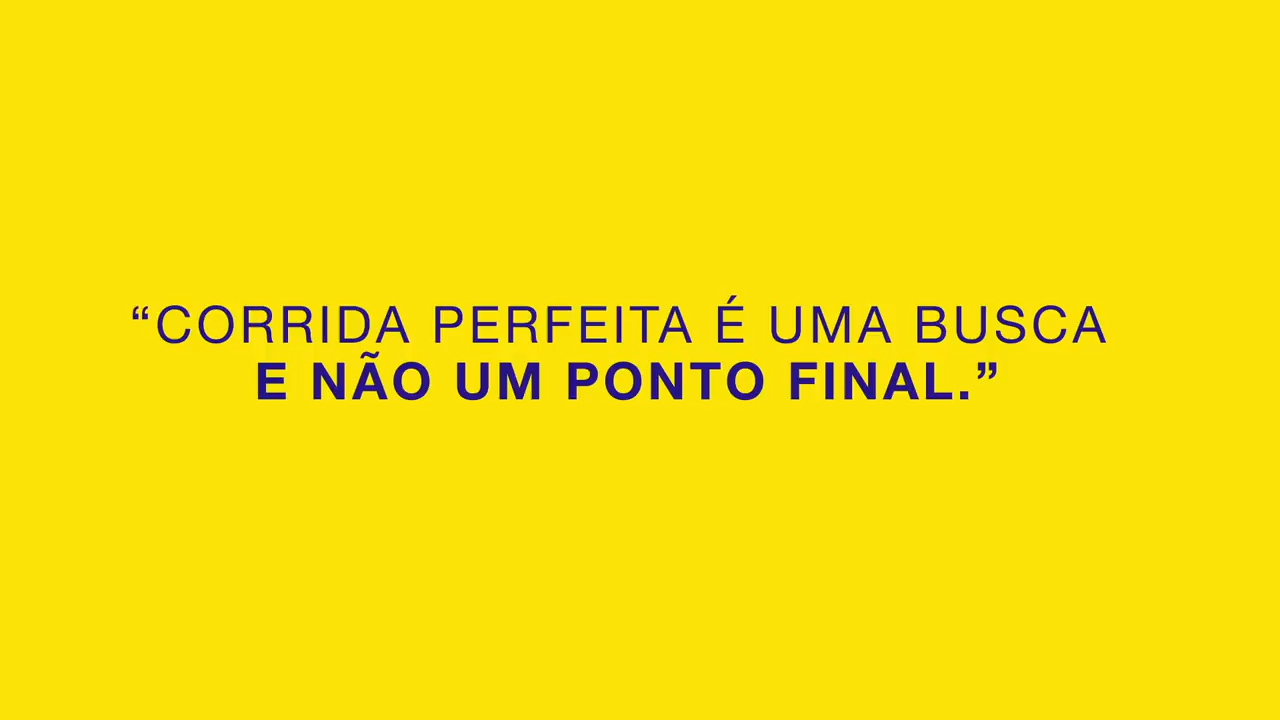 “CORRIDA PERFEITA É UMA BUSCA
E NÃO UM PONTO FINAL.”